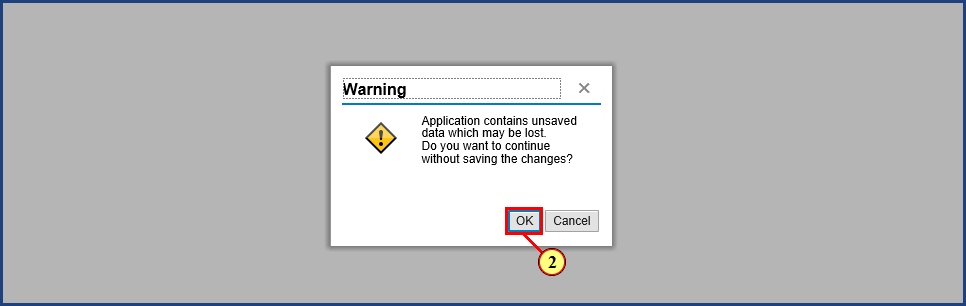 Warning
Application contains unsaved
data which may be lost.
Do you want to continue
without saving the changes?
OK Cancel
2